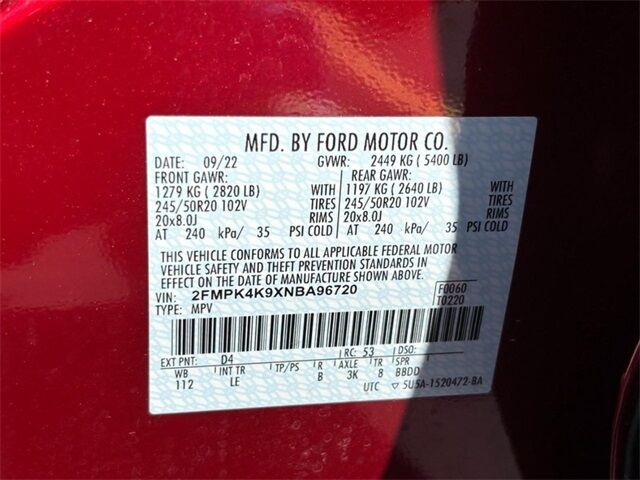 MFD. BY FORD MOTOR CO.
DATE: 09/22 GVWR: 2449 KG ( 5400 LB)
FRONT GAWR: REAR GAWR:
1279 KG ( 2820 LB) WITH 1197 KG ( 2640 LB) WITH
245/50R20 102V TIRES 245/50R20 102V TIRES
20x8.0J RIMS 20x8.0J RIMS
AT 240 kPa/ 35 PSI COLD AT 240 kPa/ 35 PSI COLD
THIS VEHICLE CONFORMS TO ALL APPLICABLE FEDERAL MOTOR
VEHICLE SAFETY AND THEFT PREVENTION STANDARDS IN
EFFECT ON THE DATE OF MANUFACTURE SHOWN ABOVE.
VIN: 2FMPK4K9XNBA96720 F0060
TYPE: MPV T0220
EXT PNT: D4 RC: 53 DSO:
WB INT TR TP/PS R AXLE TR SPR
112 LE B 3K 8 BBDD
UTC ▽ 5U5A-1520472-BA